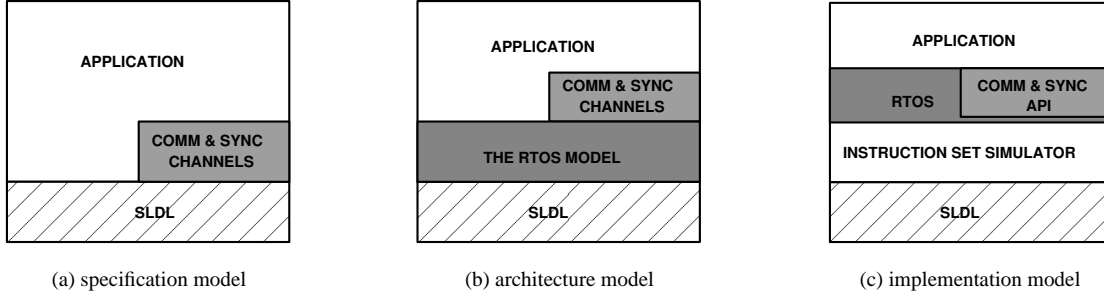 APPLICATION
COMM & SYNC
CHANNELS
SLDL
(a) specification model
APPLICATION
COMM & SYNC
CHANNELS
THE RTOS MODEL
SLDL
(b) architecture model
APPLICATION
RTOS
COMM & SYNC
API
INSTRUCTION SET SIMULATOR
SLDL
(c) implementation model